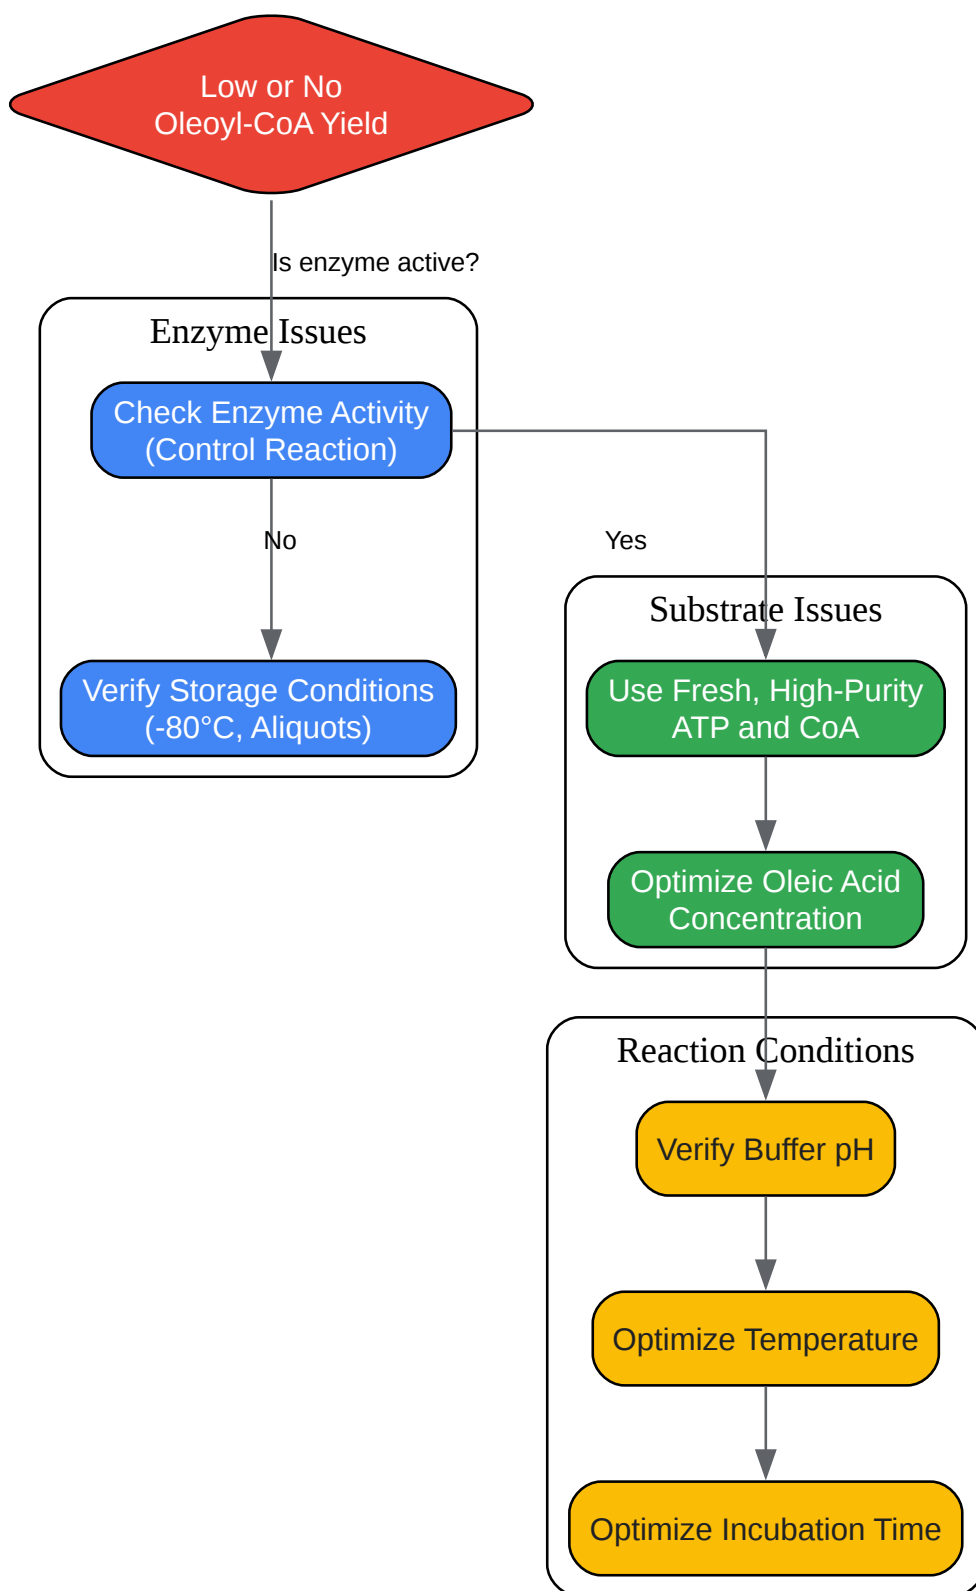 Low or No
Oleoyl-CoA Yield
Is enzyme active?
Enzyme Issues
Check Enzyme Activity
(Control Reaction)
No
Yes
Substrate Issues
Verify Storage Conditions
(-80°C, Aliquots)
Use Fresh, High-Purity
ATP and CoA
Optimize Oleic Acid
Concentration
Reaction Conditions
Verify Buffer pH
Optimize Temperature
Optimize Incubation Time